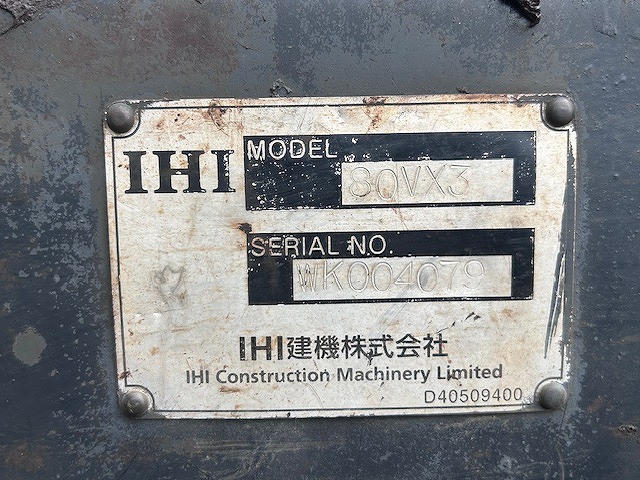 IHI
MODEL
80VX3
SERIAL NO.
WK004079
IHI建機株式会社
IHI Construction Machinery Limited
D40509400